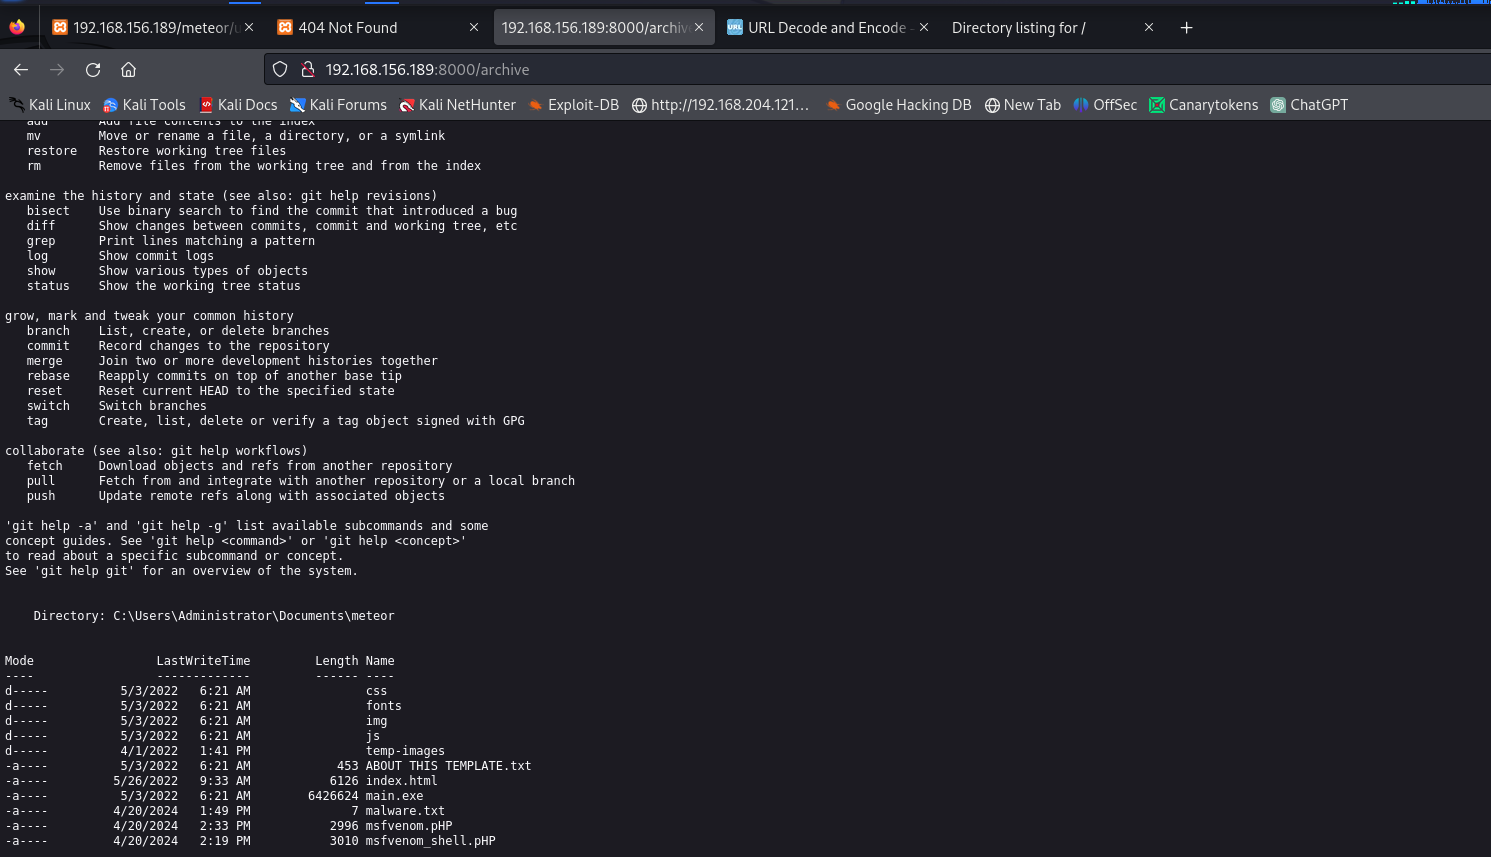 192.168.156.189/meteor/u
404 Not Found
192.168.156.189:8000/archiv
URL Decode and Encode -
Directory listing for /
192.168.156.189:8000/archive
Kali Linux
Kali Tools
Kali Docs
Kali Forums
Kali NetHunter
Exploit-DB
http://192.168.204.121…
Google Hacking DB
New Tab
OffSec
Canarytokens
ChatGPT
add Add file contents to the index
mv Move or rename a file, a directory, or a symlink
restore Restore working tree files
rm Remove files from the working tree and from the index
examine the history and state (see also: git help revisions)
bisect Use binary search to find the commit that introduced a bug
diff Show changes between commits, commit and working tree, etc
grep Print lines matching a pattern
log Show commit logs
show Show various types of objects
status Show the working tree status
grow, mark and tweak your common history
branch List, create, or delete branches
commit Record changes to the repository
merge Join two or more development histories together
rebase Reapply commits on top of another base tip
reset Reset current HEAD to the specified state
switch Switch branches
tag Create, list, delete or verify a tag object signed with GPG
collaborate (see also: git help workflows)
fetch Download objects and refs from another repository
pull Fetch from and integrate with another repository or a local branch
push Update remote refs along with associated objects
'git help -a' and 'git help -g' list available subcommands and some
concept guides. See 'git help <command>' or 'git help <concept>'
to read about a specific subcommand or concept.
See 'git help git' for an overview of the system.
Directory: C:\Users\Administrator\Documents\meteor
Mode LastWriteTime Length Name
---- ------------- ------ ----
d----- 5/3/2022 6:21 AM css
d----- 5/3/2022 6:21 AM fonts
d----- 5/3/2022 6:21 AM img
d----- 5/3/2022 6:21 AM js
d----- 4/1/2022 1:41 PM temp-images
-a---- 5/3/2022 6:21 AM 453 ABOUT THIS TEMPLATE.txt
-a---- 5/26/2022 9:33 AM 6126 index.html
-a---- 5/3/2022 6:21 AM 6426624 main.exe
-a---- 4/20/2024 1:49 PM 7 malware.txt
-a---- 4/20/2024 2:33 PM 2996 msfvenom.pHP
-a---- 4/20/2024 2:19 PM 3010 msfvenom_shell.pHP